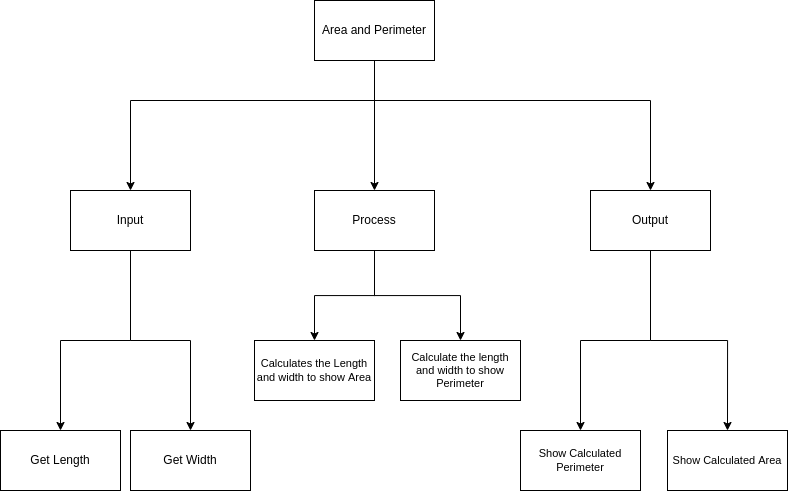 Area and Perimeter
Input
Process
Output
Calculates the Length
and width to show Area
Calculate the length
and width to show
Perimeter
Get Length
Get Width
Show Calculated
Perimeter
Show Calculated Area